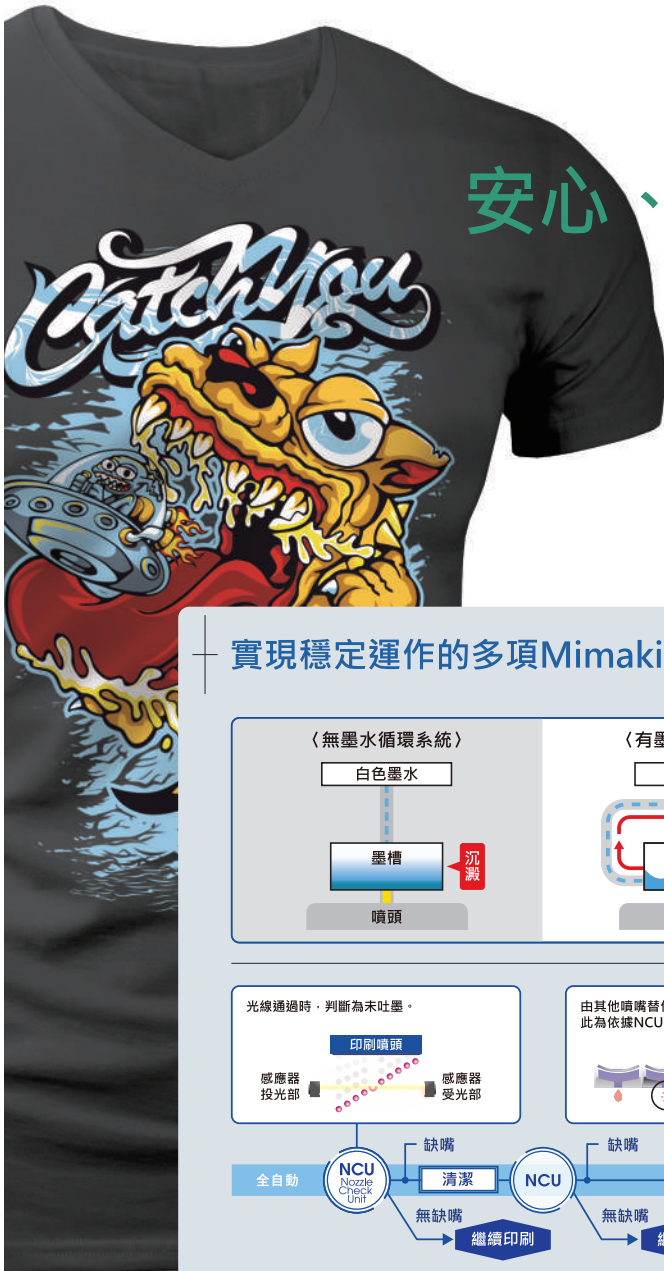 安心、
Catch You
實現穩定運作的多項Mimaki
〈無墨水循環系統〉
白色墨水
墨槽
沉澱
噴頭
〈有墨
光線通過時，判斷為未吐墨。
印刷噴頭
感應器
投光部
感應器
受光部
由其他噴嘴替
此為依據NCU
全自動
NCU
Nozzle
Check
Unit
缺嘴
清潔
無缺嘴
繼續印刷
NCU
缺嘴
無缺嘴